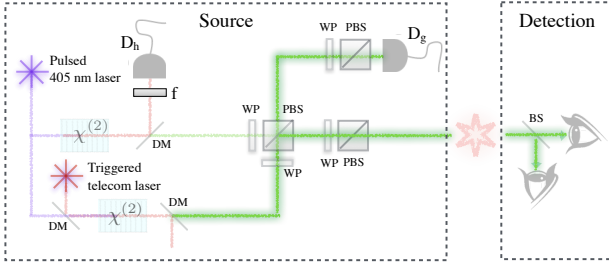 Source
Detection
D_h
WP PBS
D_g
Pulsed
405 nm laser
f
WP
PBS
WP PBS
BS
χ^(2)
DM
Triggered
telecom laser
WP
DM
χ^(2)
DM